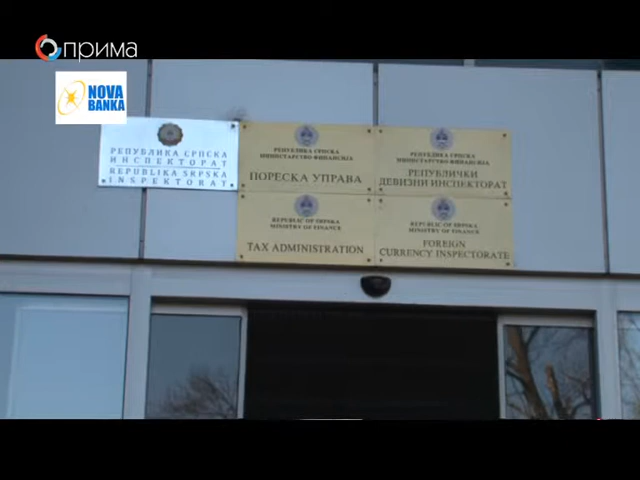 прима
NOVA
BANKA
РЕПУБЛИКА СРПСКА
ИНСПЕКТОРАТ
REPUBLIKA SRPSKA
INSPEKTORAT
РЕПУБЛИКА СРПСКА
МИНИСТАРСТВО ФИНАНСИЈА
ПОРЕСКА УПРАВА
РЕПУБЛИКА СРПСКА
МИНИСТАРСТВО ФИНАНСИЈА
РЕПУБЛИЧКИ
ДЕВИЗНИ ИНСПЕКТОРАТ
REPUBLIC OF SRPSKA
MINISTRY OF FINANCE
TAX ADMINISTRATION
REPUBLIC OF SRPSKA
MINISTRY OF FINANCE
FOREIGN
CURRENCY INSPECTORATE